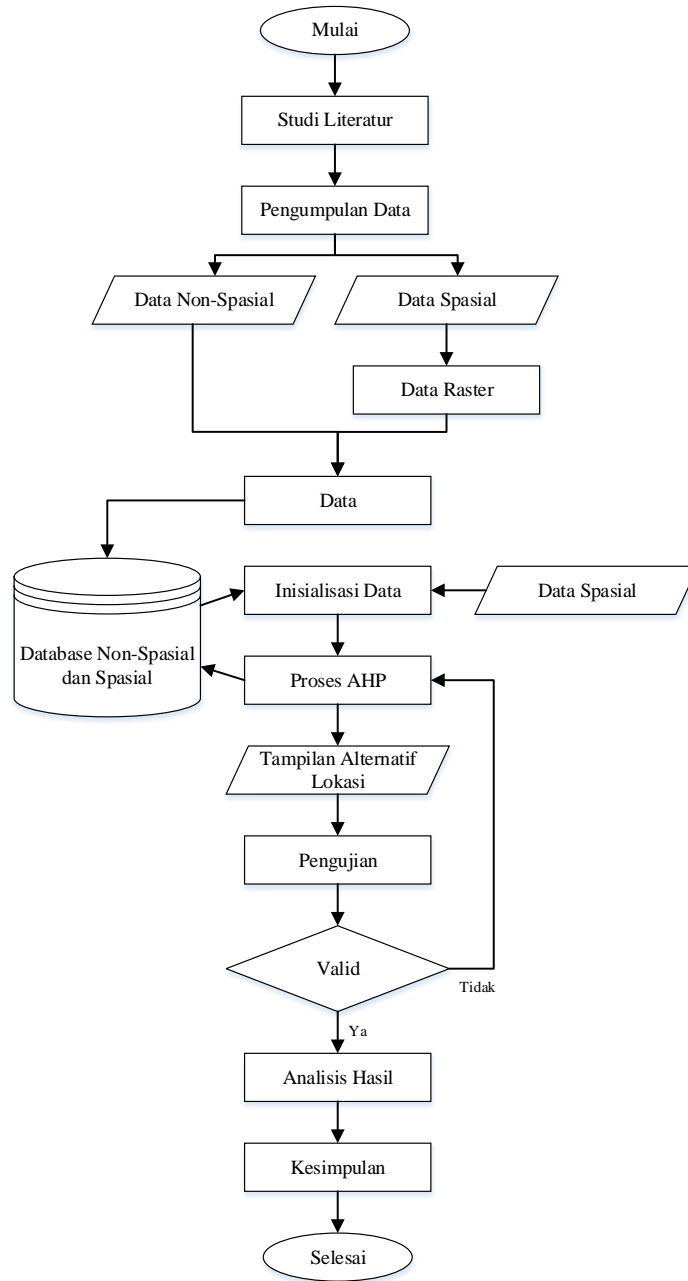 Mulai
Studi Literatur
Pengumpulan Data
Data Non-Spasial
Data Spasial
Data Raster
Data
Database Non-Spasial
dan Spasial
Inisialisasi Data
Data Spasial
Proses AHP
Tampilan Alternatif
Lokasi
Pengujian
Valid
Tidak
Ya
Analisis Hasil
Kesimpulan
Selesai